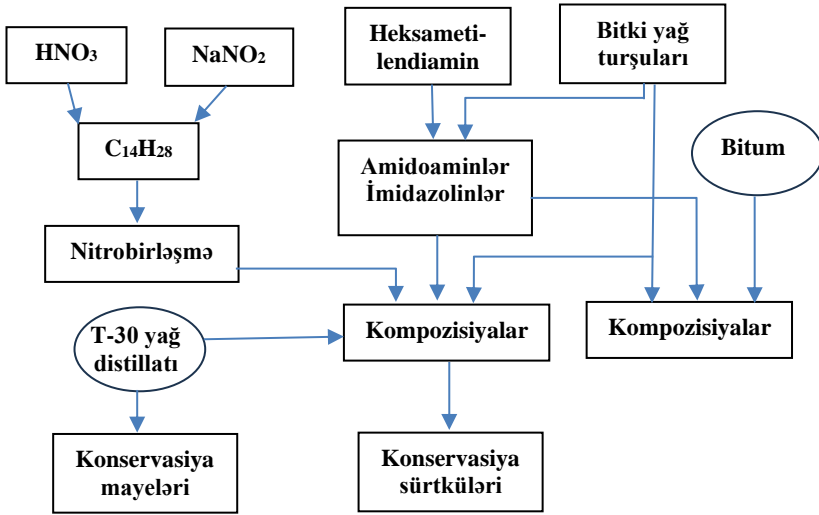 HNO₃
NaNO₂
Heksameti-
lendiamin
Bitki yağ
turşuları
C₁₄H₂₈
Amidoaminlər
İmidazolinlər
Bitum
Nitrobirləşmə
T-30 yağ
distillatı
Kompozisiyalar
Kompozisiyalar
Konservasiya
mayeləri
Konservasiya
sürtküləri